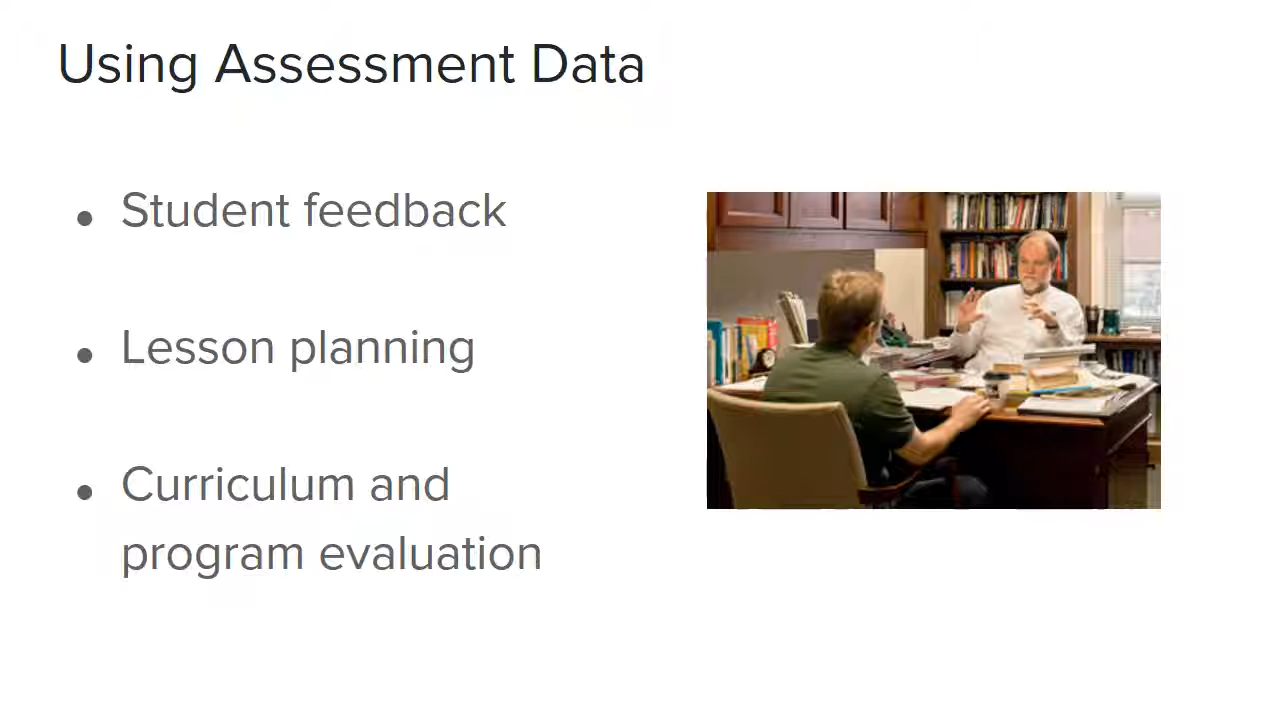 Using Assessment Data
• Student feedback
• Lesson planning
• Curriculum and
program evaluation